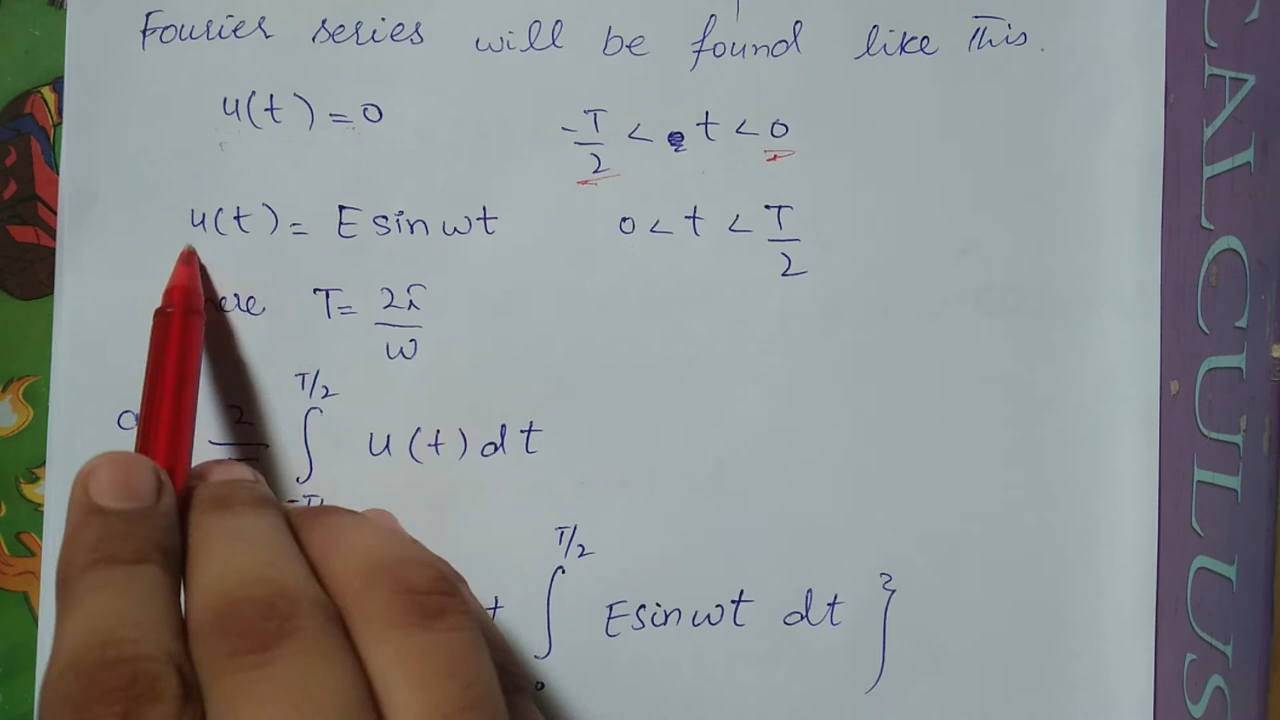 Fourier series will be found like This.
u(t) = 0 -T/2 < t < 0
u(t) = E sin ωt 0 < t < T/2
T = 2π/ω
∫ T/2 u(t) dt
∫ T/2 0 E sin ωt dt }
CALCULUS